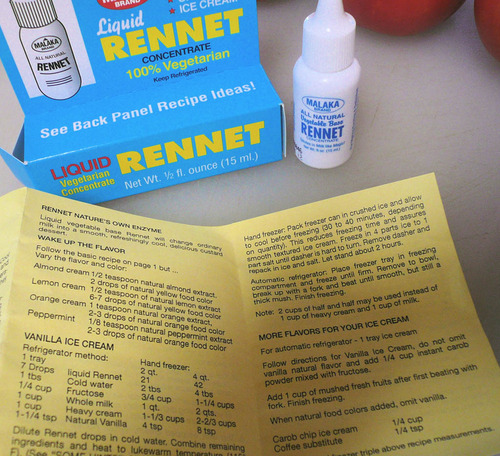 BRAND
ICE CREAM
Liquid
RENNET
CONCENTRATE
100% Vegetarian
Keep Refrigerated
MALAKA
BRAND
ALL NATURAL
RENNET
See Back Panel Recipe Ideas!
LIQUID
Vegetarian
Concentrate
RENNET
Net Wt. ½ fl. ounce (15 ml.)
MALAKA
BRAND
ALL NATURAL
Vegetable Base
RENNET
RENNET NATURE'S OWN ENZYME
Liquid vegetable base Rennet will change ordinary
milk into a smooth, refreshingly cool, delicious custard
dessert.
WAKE UP THE FLAVOR
Follow the basic recipe on page 1 but ...
Vary the flavor and color:
Almond cream 1/2 teaspoon natural almond extract,
2 drops of natural yellow food color
Lemon cream 1/2 teaspoon of natural lemon extract
6-7 drops of natural yellow food color
Orange cream 1 teaspoon natural orange extract,
2-3 drops of natural orange food color
Peppermint 1/8 teaspoon natural peppermint extract
2-3 drops of natural orange food color
VANILLA ICE CREAM
Refrigerator method: Hand freezer:
1 tray 2 qt. 4 qt.
7 Drops liquid Rennet 21 42
1 tbs Cold water 2 tbs 4 tbs
1/4 cup Fructose 3/4 cup 1-1/4 cups
1 cup Whole milk 1 qt. 2 qts.
1 cup Heavy cream 1-1/3 cups 2-2/3 cups
1-1/4 tsp Natural Vanilla 4 tsp 8 tsp
Dilute Rennet drops in cold water. Combine remaining
ingredients and heat to lukewarm temperature
Hand freezer: Pack freezer can in crushed ice and allow
to cool before freezing (30 to 40 minutes, depending
on quantity). This reduces freezing time and assures
smooth textured ice cream. Freeze in 4 parts ice to 1
part salt until dasher is hard to turn. Remove dasher and
repack in ice and salt. Let stand about 2 hours.
Automatic refrigerator. Place freezer tray in freezing
compartment and freeze until firm. Remove to bowl,
break up with a fork and beat until smooth, but still a
thick mush. Finish freezing.
Note: 2 cups of half and half may be used instead of
1 cup of heavy cream and 1 cup of milk.
MORE FLAVORS FOR YOUR ICE CREAM
For automatic refrigerator - 1 tray ice cream
Follow directions for Vanilla Ice Cream, do not omit
vanilla natural flavor and add 1/4 cup instant carob
powder mixed with fructose.
Add 1 cup of mushed fresh fruits after first beating with
fork. Finish freezing.
When natural food colors added, omit vanilla.
Carob chip ice cream 1/4 cup
Coffee substitute 1/4 tsp
freezer triple above recipe measurements.